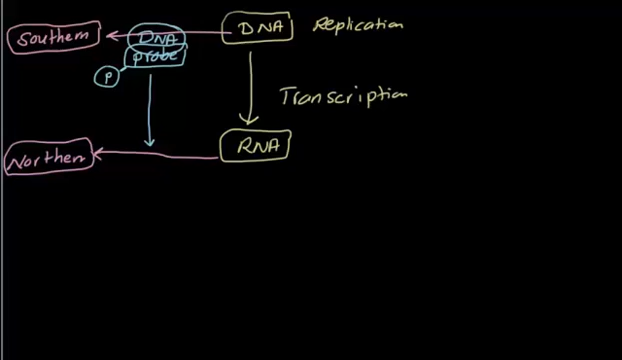 Southern
DNA
probe
P
DNA
Replication
Transcription
Northern
RNA